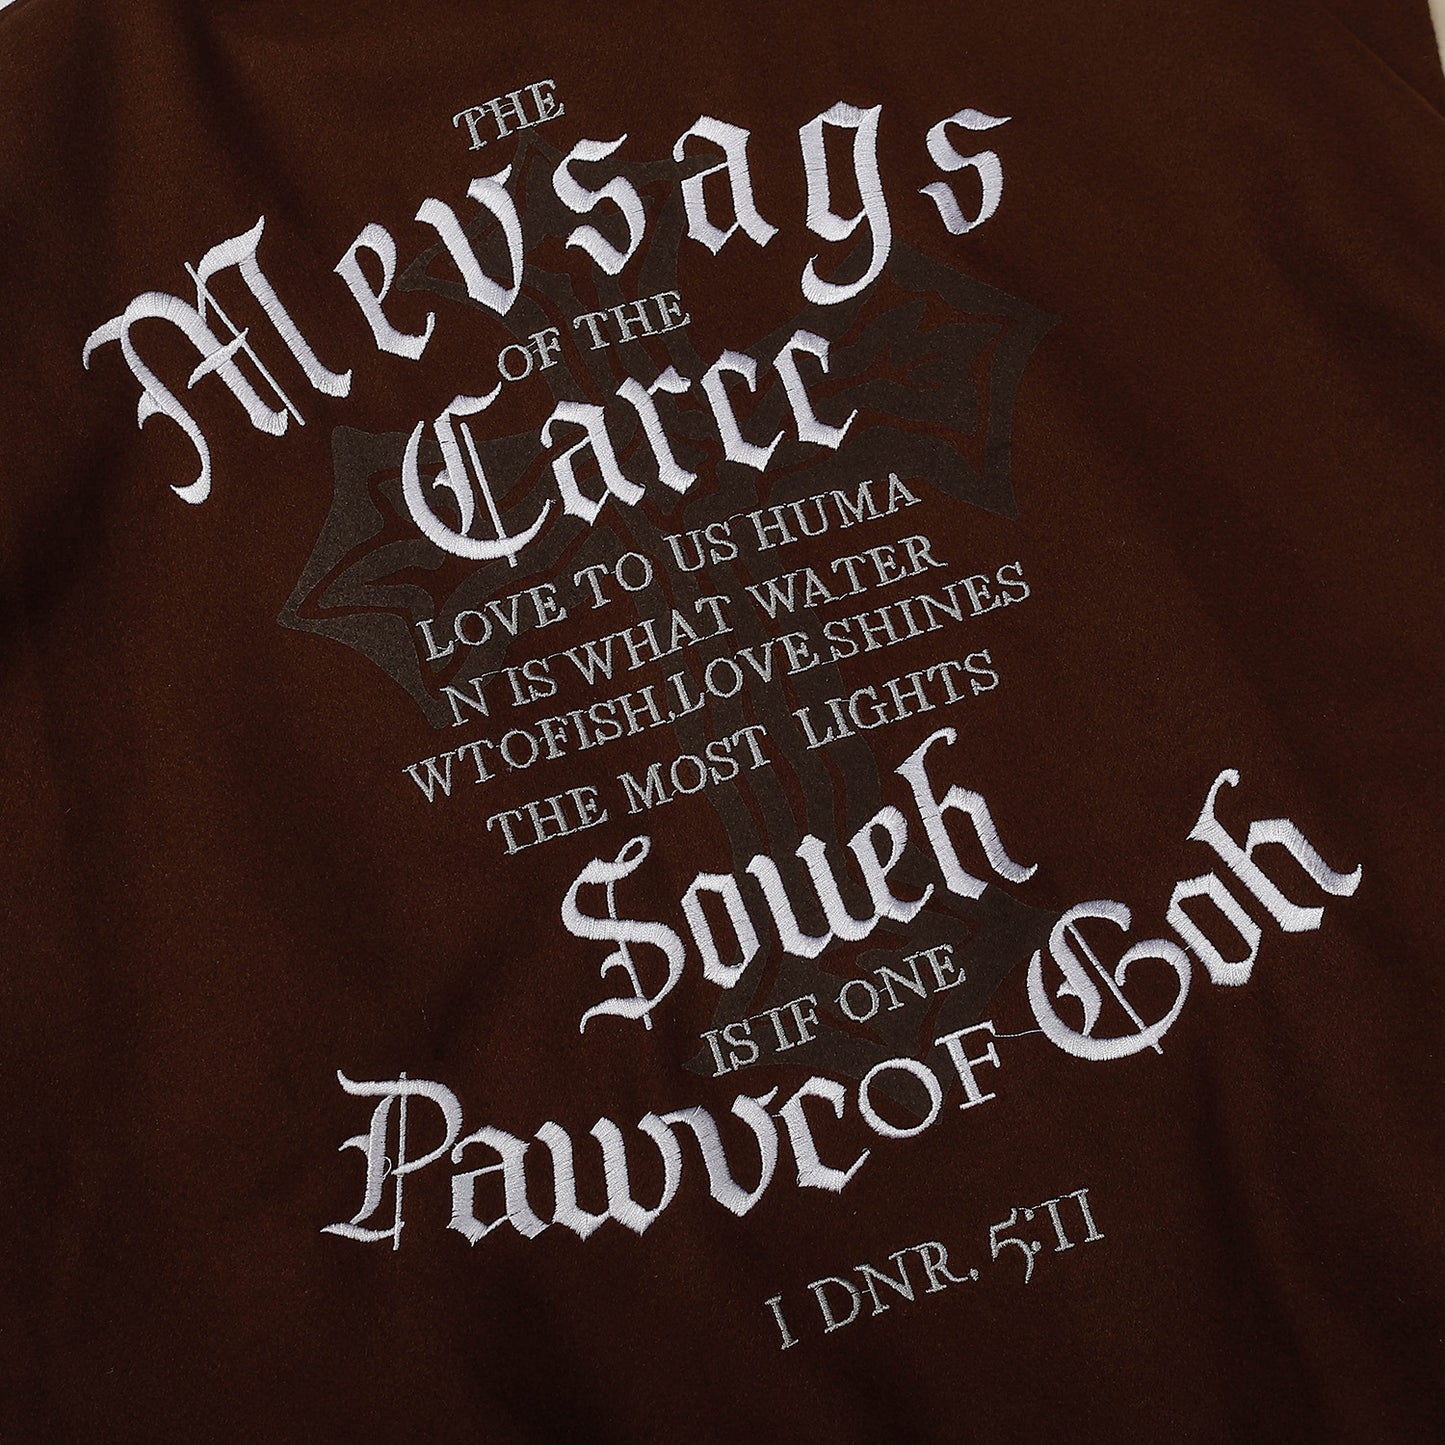 THE
Mevsags
OF THE
Carcc
LOVE TO US HUMA
N IS WHAT WATER
WTOFISH,LOVE SHINES
THE MOST LIGHTS
Soueh
IS IF ONE
Pawvc OF Goh
I DNR. 5:11